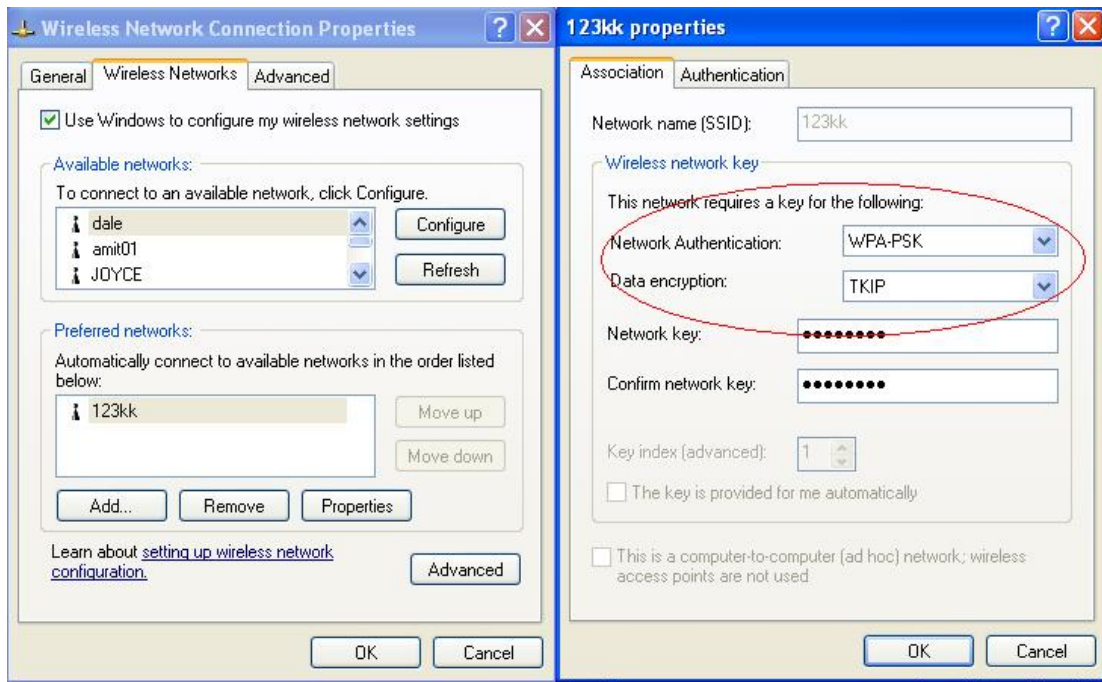 Wireless Network Connection Properties
General Wireless Networks Advanced
Use Windows to configure my wireless network settings
Available networks:
To connect to an available network, click Configure.
dale
amit01
JOYCE
Configure
Refresh
Preferred networks:
Automatically connect to available networks in the order listed
below:
123kk
Move up
Move down
Add... Remove Properties
Learn about setting up wireless network
configuration.
Advanced
OK Cancel
123kk properties
Association Authentication
Network name (SSID): 123kk
Wireless network key
This network requires a key for the following:
Network Authentication: WPA-PSK
Data encryption: TKIP
Network key: ●●●●●●●●
Confirm network key: ●●●●●●●●
Key index (advanced): 1
The key is provided for me automatically
This is a computer-to-computer (ad hoc) network; wireless
access points are not used
OK Cancel